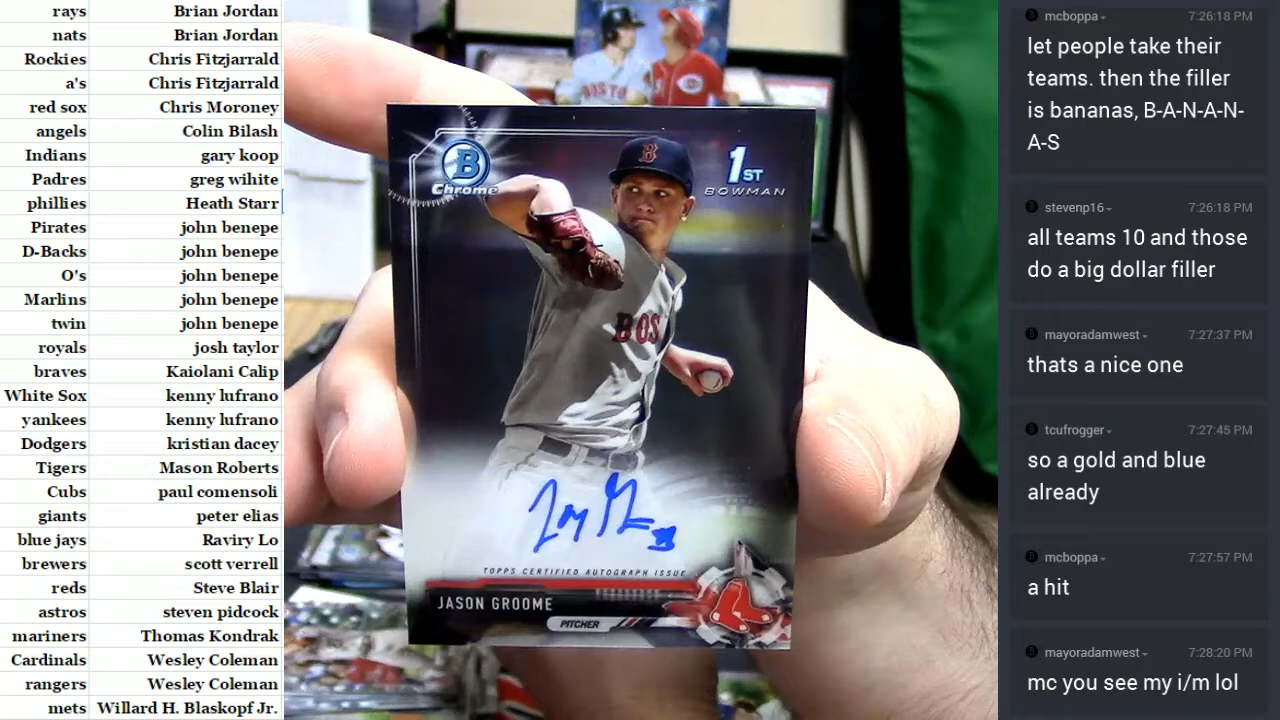 rays Brian Jordan
nats Brian Jordan
Rockies Chris Fitzjarrald
a's Chris Fitzjarrald
red sox Chris Moroney
angels Colin Bilash
Indians gary koop
Padres greg wihite
phillies Heath Starr
Pirates john benepe
D-Backs john benepe
O's john benepe
Marlins john benepe
twin john benepe
royals josh taylor
braves Kaiolani Calip
White Sox kenny lufrano
yankees kenny lufrano
Dodgers kristian dacey
Tigers Mason Roberts
Cubs paul comensoli
giants peter elias
blue jays Raviry Lo
brewers scott verrell
reds Steve Blair
astros steven pidcock
mariners Thomas Kondrak
Cardinals Wesley Coleman
rangers Wesley Coleman
mets Willard H. Blaskopf Jr.
BOSTO
B
Chrome
1ST
BOWMAN
B
BOS
TOPPS CERTIFIED AUTOGRAPH ISSUE
JASON GROOME
PITCHER
mcboppa 7:26:18 PM
let people take their
teams. then the filler
is bananas, B-A-N-A-N-
A-S
stevenp16 7:26:18 PM
all teams 10 and those
do a big dollar filler
mayoradamwest 7:27:37 PM
thats a nice one
tcufrogger 7:27:45 PM
so a gold and blue
already
mcboppa 7:27:57 PM
a hit
mayoradamwest 7:28:20 PM
mc you see my i/m lol